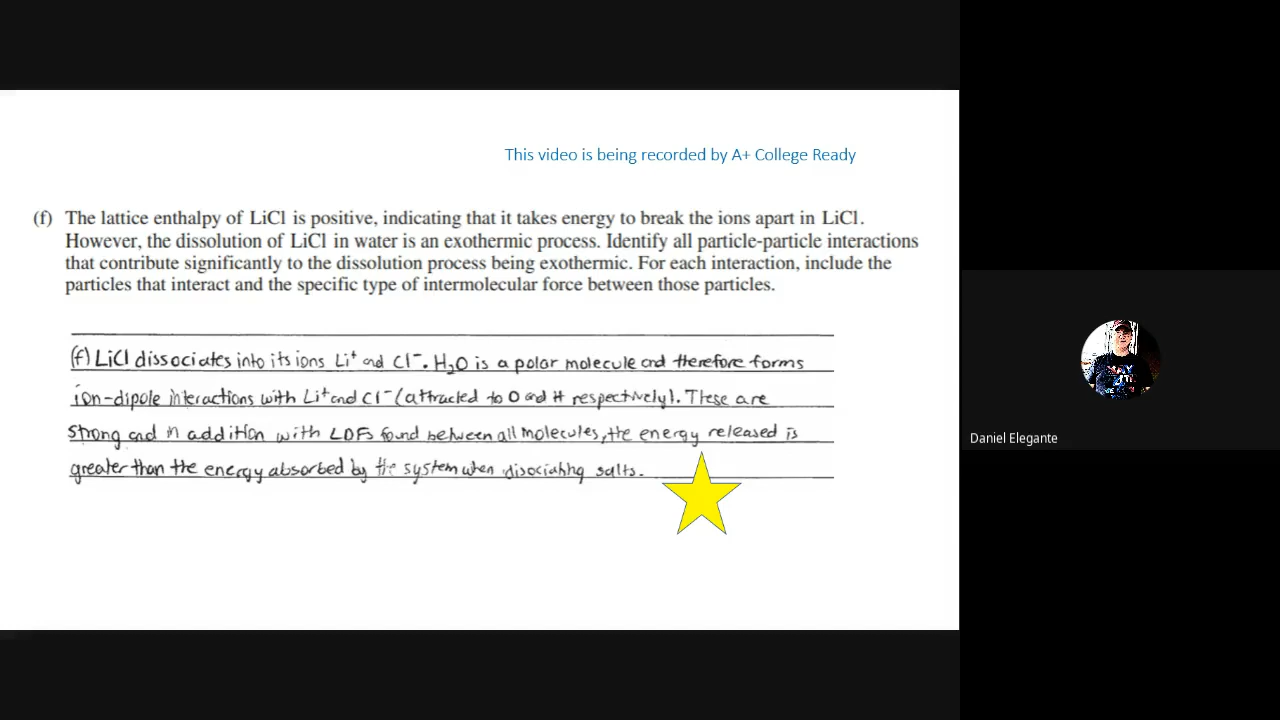 This video is being recorded by A+ College Ready
(f) The lattice enthalpy of LiCl is positive, indicating that it takes energy to break the ions apart in LiCl.
However, the dissolution of LiCl in water is an exothermic process. Identify all particle-particle interactions
that contribute significantly to the dissolution process being exothermic. For each interaction, include the
particles that interact and the specific type of intermolecular force between those particles.
(f) LiCl dissociates into its ions Li⁺ and Cl⁻. H₂O is a polar molecule and therefore forms
ion-dipole interactions with Li⁺ and Cl⁻ (attracted to O and H respectively). These are
strong and in addition with LDFs found between all molecules, the energy released is
greater than the energy absorbed by the system when disociating salts.
Daniel Elegante